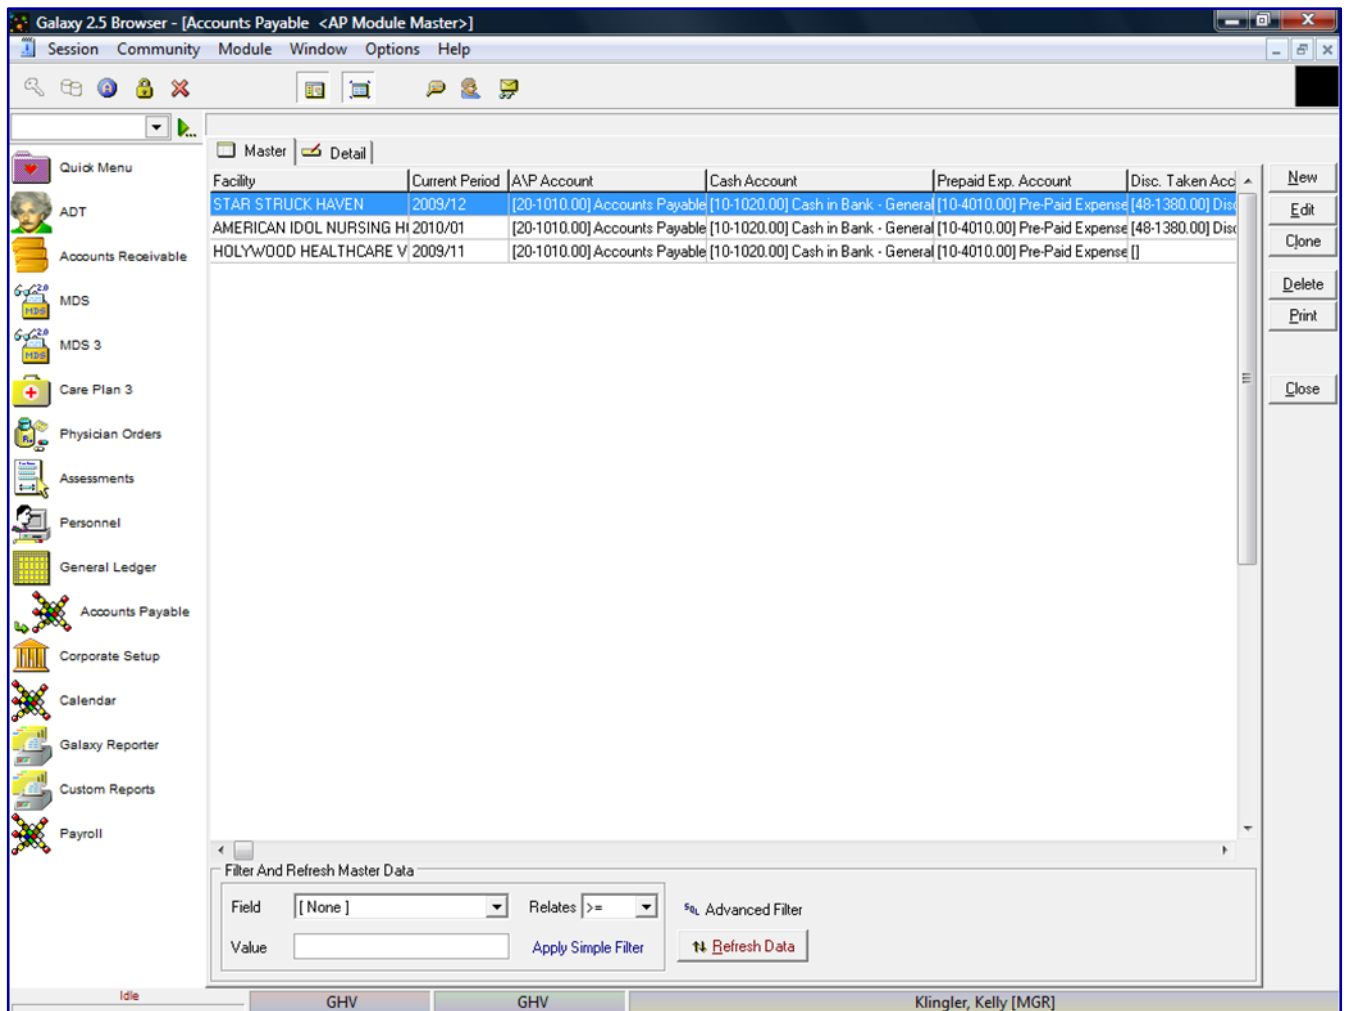 Galaxy 2.5 Browser - [Accounts Payable <AP Module Master>]
Session Community Module Window Options Help
Master Detail
Facility Current Period A\P Account Cash Account Prepaid Exp. Account Disc. Taken Acc
STAR STRUCK HAVEN 2009/12 [20-1010.00] Accounts Payable [10-1020.00] Cash in Bank - General [10-4010.00] Pre-Paid Expense [48-1380.00] Disc
AMERICAN IDOL NURSING H 2010/01 [20-1010.00] Accounts Payable [10-1020.00] Cash in Bank - General [10-4010.00] Pre-Paid Expense [48-1380.00] Disc
HOLYWOOD HEALTHCARE V 2009/11 [20-1010.00] Accounts Payable [10-1020.00] Cash in Bank - General [10-4010.00] Pre-Paid Expense []
Quick Menu
ADT
Accounts Receivable
MDS
MDS 3
Care Plan 3
Physician Orders
Assessments
Personnel
General Ledger
Accounts Payable
Corporate Setup
Calendar
Galaxy Reporter
Custom Reports
Payroll
New
Edit
Clone
Delete
Print
Close
Filter And Refresh Master Data
Field [ None ] Relates >= SQL Advanced Filter
Value Apply Simple Filter Refresh Data
Idle GHV GHV Klingler, Kelly [MGR]